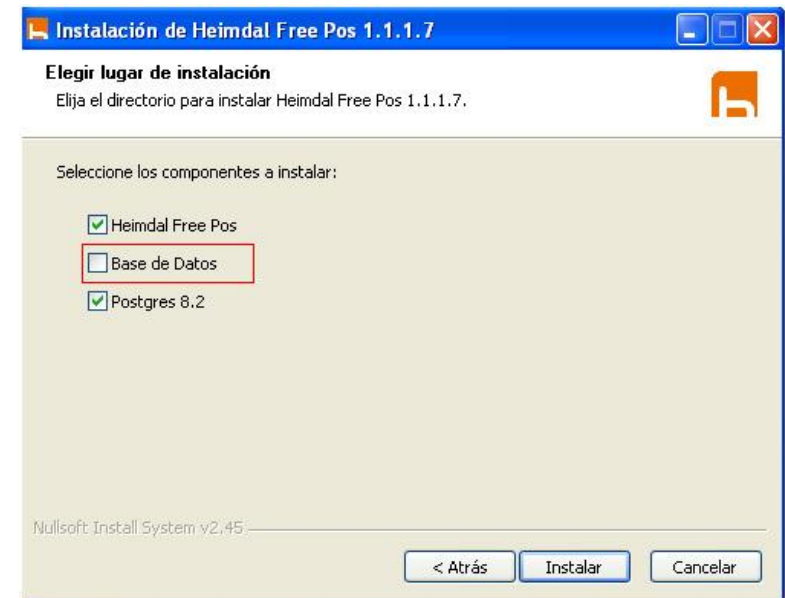 Instalación de Heimdal Free Pos 1.1.1.7
Elegir lugar de instalación
Elija el directorio para instalar Heimdal Free Pos 1.1.1.7.
Seleccione los componentes a instalar:
Heimdal Free Pos
Base de Datos
Postgres 8.2
Nullsoft Install System v2.45
< Atrás Instalar Cancelar